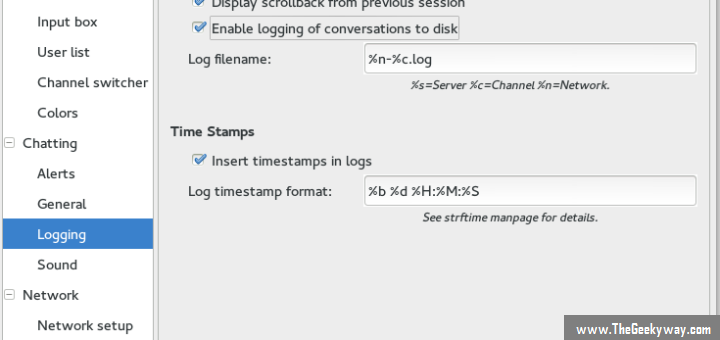 Input box
User list
Channel switcher
Colors
Chatting
Alerts
General
Logging
Sound
Network
Network setup
Display scrollback from previous session
Enable logging of conversations to disk
Log filename: %n-%c.log
%s=Server %c=Channel %n=Network.
Time Stamps
Insert timestamps in logs
Log timestamp format: %b %d %H:%M:%S
See strftime manpage for details.
www.TheGeekyway.com